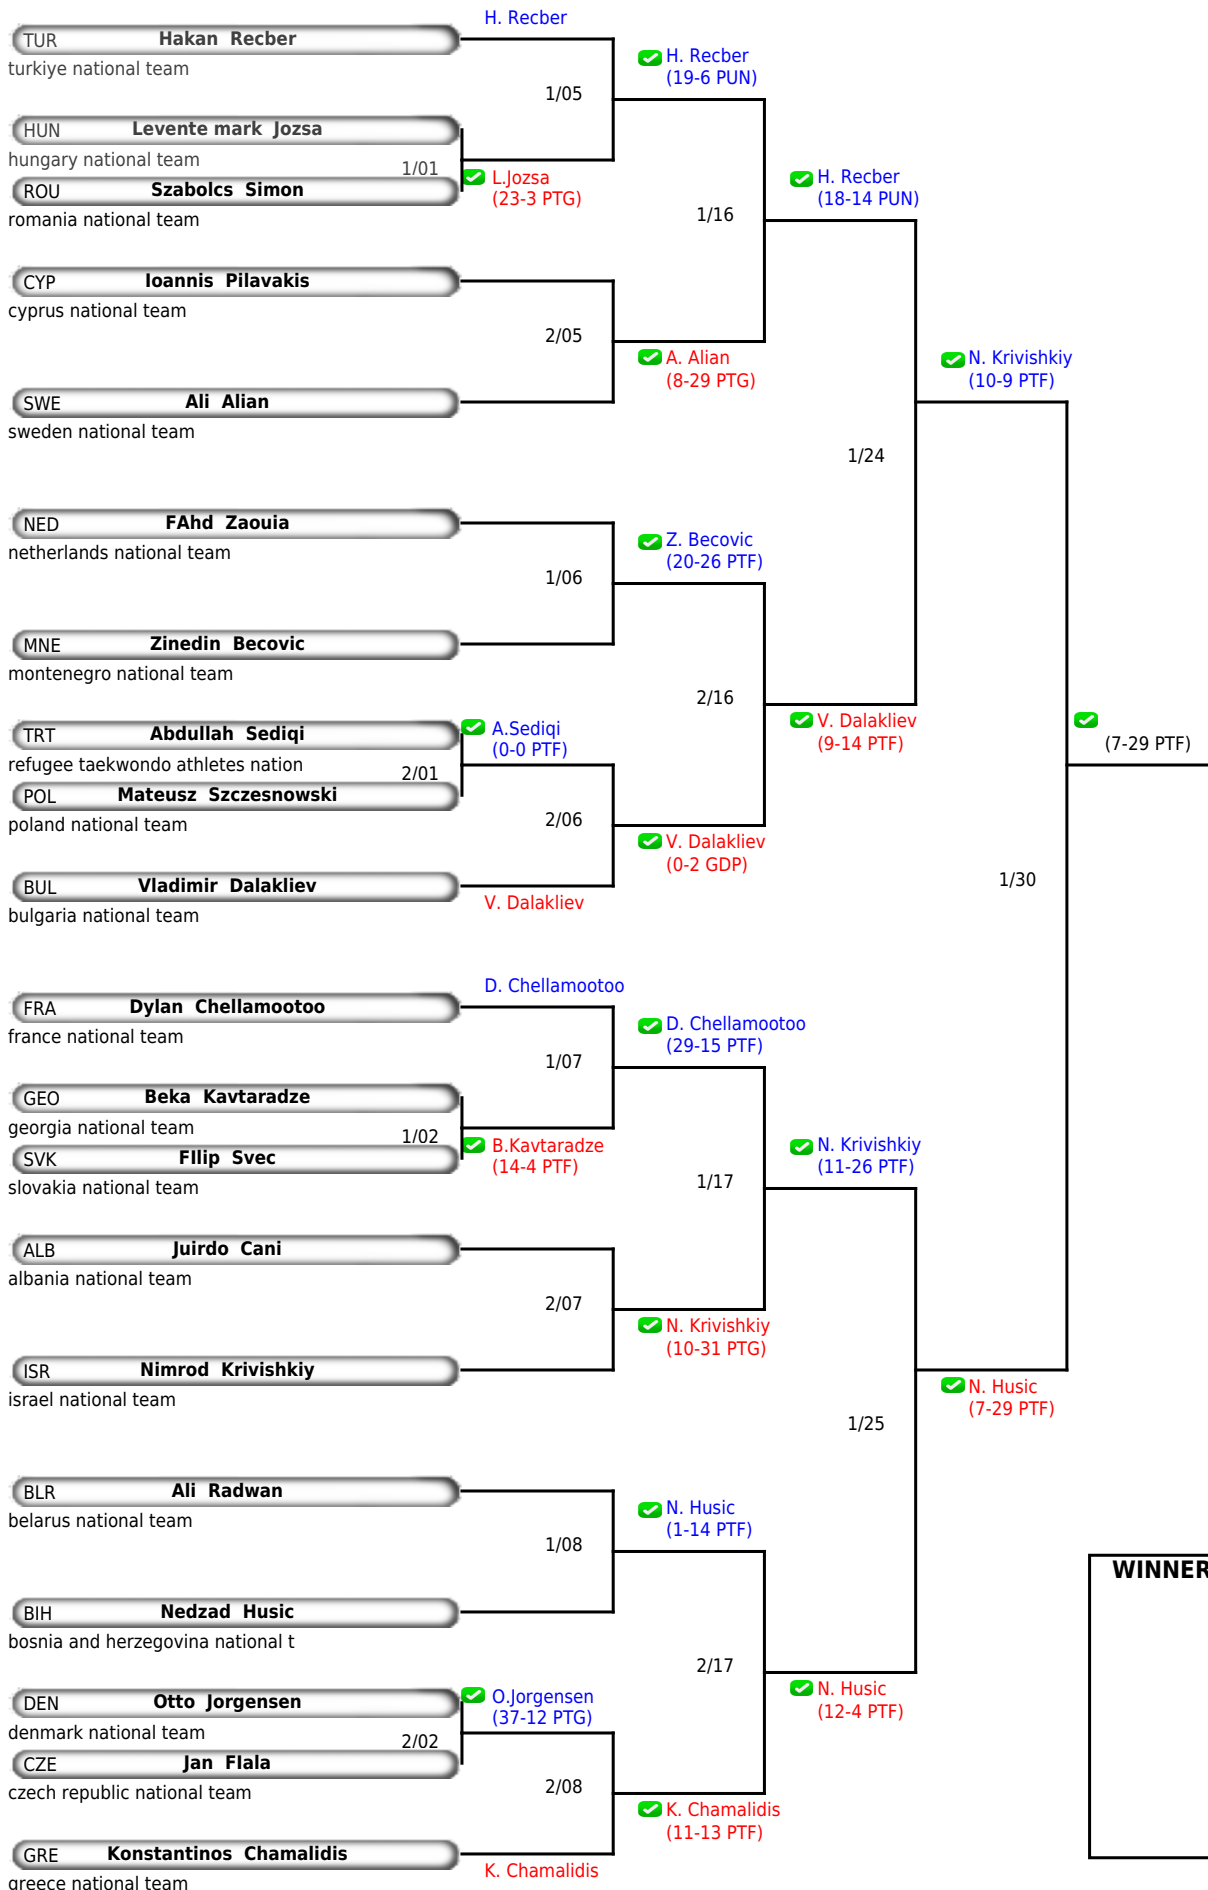 H. Recber
TUR Hakan Recber
turkiye national team
H. Recber
(19-6 PUN)
1/05
HUN Levente mark Jozsa
hungary national team
1/01
L.Jozsa
(23-3 PTG)
ROU Szabolcs Simon
romania national team
H. Recber
(18-14 PUN)
1/16
CYP Ioannis Pilavakis
cyprus national team
2/05
A. Alian
(8-29 PTG)
SWE Ali Alian
sweden national team
N. Krivishkiy
(10-9 PTF)
1/24
NED FAhd Zaouia
netherlands national team
Z. Becovic
(20-26 PTF)
1/06
MNE Zinedin Becovic
montenegro national team
2/16
V. Dalakliev
(9-14 PTF)
TRT Abdullah Sediqi
refugee taekwondo athletes nation
2/01
A.Sediqi
(0-0 PTF)
POL Mateusz Szczesnowski
poland national team
2/06
V. Dalakliev
(0-2 GDP)
BUL Vladimir Dalakliev
bulgaria national team
V. Dalakliev
(7-29 PTF)
1/30
D. Chellamootoo
FRA Dylan Chellamootoo
france national team
D. Chellamootoo
(29-15 PTF)
1/07
GEO Beka Kavtaradze
georgia national team
1/02
B.Kavtaradze
(14-4 PTF)
SVK FIlip Svec
slovakia national team
N. Krivishkiy
(11-26 PTF)
1/17
ALB Juirdo Cani
albania national team
2/07
N. Krivishkiy
(10-31 PTG)
ISR Nimrod Krivishkiy
israel national team
N. Husic
(7-29 PTF)
1/25
BLR Ali Radwan
belarus national team
N. Husic
(1-14 PTF)
1/08
BIH Nedzad Husic
bosnia and herzegovina national t
2/17
N. Husic
(12-4 PTF)
DEN Otto Jorgensen
denmark national team
2/02
O.Jorgensen
(37-12 PTG)
CZE Jan FIala
czech republic national team
2/08
K. Chamalidis
(11-13 PTF)
GRE Konstantinos Chamalidis
greece national team
K. Chamalidis
WINNER